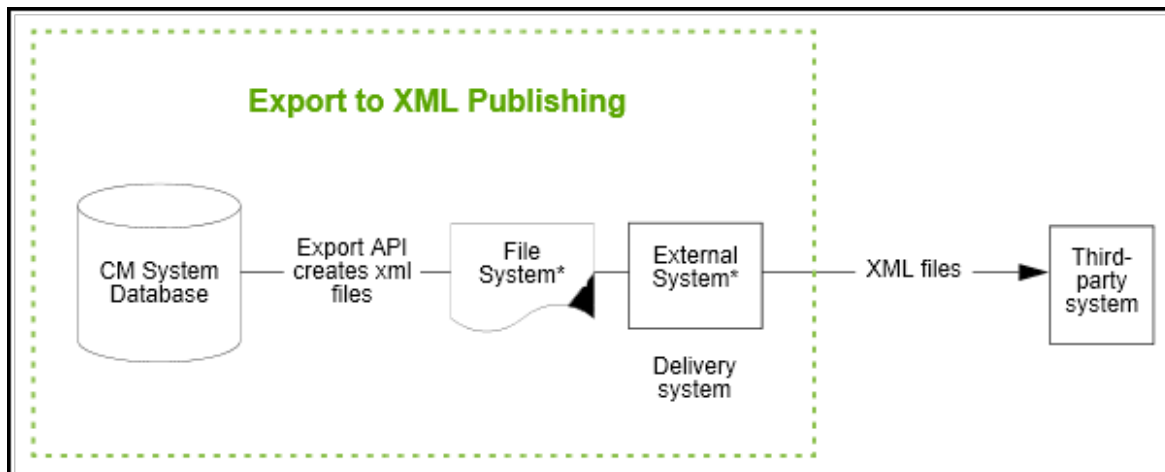 Export to XML Publishing
CM System
Database
Export API
creates xml
files
File
System*
External
System*
Delivery
system
XML files
Third-
party
system